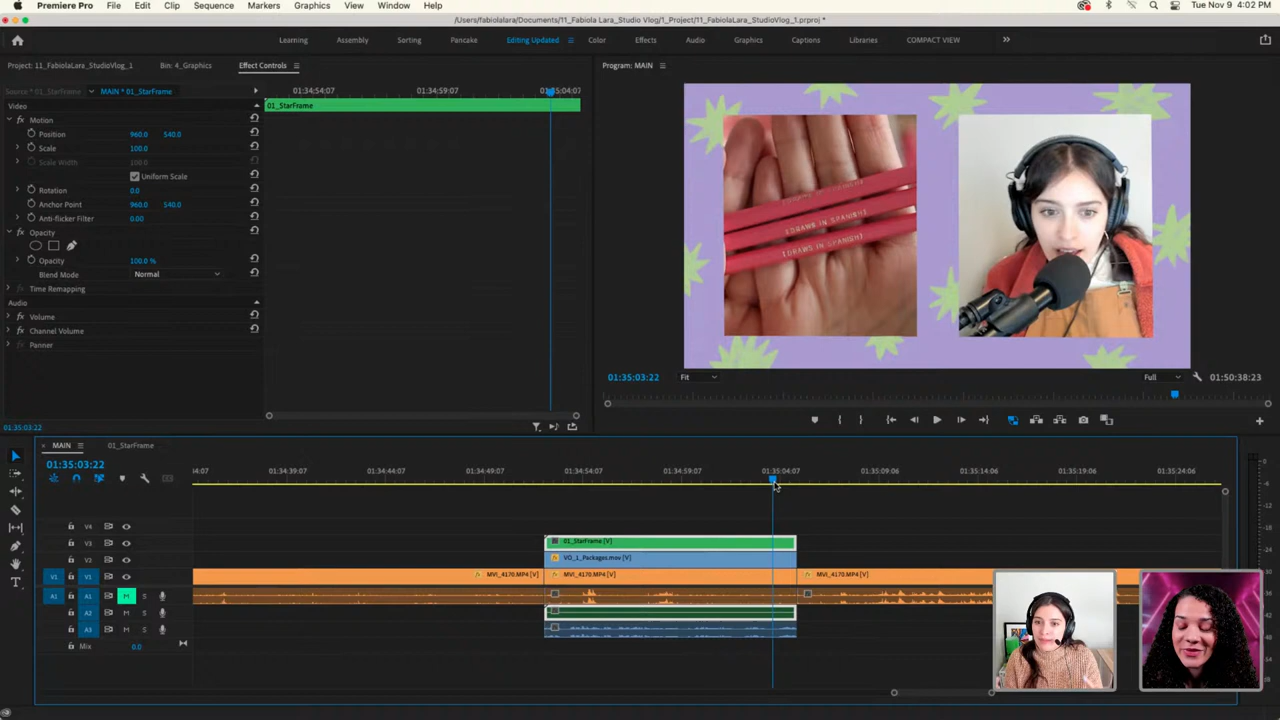 Premiere Pro File Edit Clip Sequence Markers Graphics View Window Help Tue Nov 9 4:02 PM
/Users/fabiolalara/Documents/11_Fabiola Lara_Studio Vlog/1_Project/11_FabiolaLara_StudioVlog_1.prproj *
Learning Assembly Sorting Pancake Editing Updated Color Effects Audio Graphics Captions Libraries COMPACT VIEW
Project: 11_FabiolaLara_StudioVlog_1 Bin: 4_Graphics Effect Controls Program: MAIN
Source * 01_StarFrame MAIN * 01_StarFrame 01:34:54:07 01:34:59:07 01:35:04:07
Video 01_StarFrame
fx Motion
Position 960.0 540.0
Scale 100.0
Scale Width 100.0
Uniform Scale
Rotation 0.0
Anchor Point 960.0 540.0
Anti-flicker Filter 0.00
fx Opacity
Opacity 100.0 %
Blend Mode Normal
Time Remapping
Audio
fx Volume
fx Channel Volume
Panner
(DRAWS IN SPANISH)
(DRAWS IN SPANISH)
01:35:03:22 Fit Full 01:50:38:23
01:35:03:22
MAIN 01_StarFrame
01:35:03:22
:44:07 01:34:39:07 01:34:44:07 01:34:49:07 01:34:54:07 01:34:59:07 01:35:04:07 01:35:09:06 01:35:14:06 01:35:19:06 01:35:24:06
V4
V3 01_StarFrame [V]
V2 VO_1_Packages.mov [V]
V1 V1 MVI_4170.MP4 [V] MVI_4170.MP4 [V] MVI_4170.MP4 [V]
A1 A1 M S
A2 M S
A3 M S
Mix 0.0